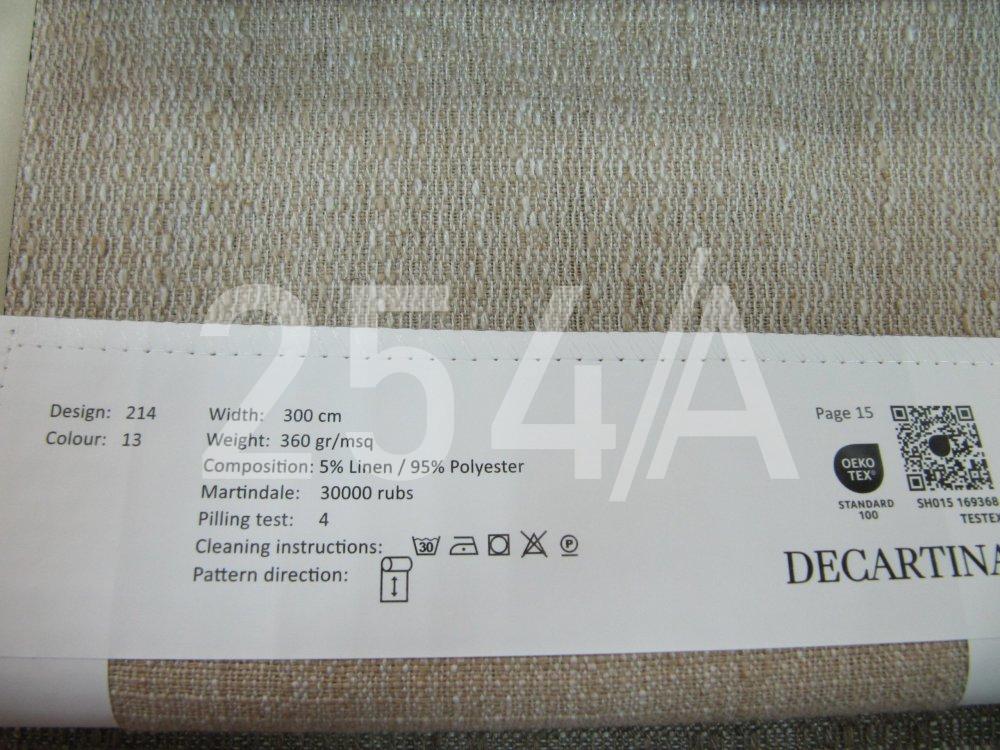 254/A
Design: 214
Colour: 13
Width: 300 cm
Weight: 360 gr/msq
Composition: 5% Linen / 95% Polyester
Martindale: 30000 rubs
Pilling test: 4
Cleaning instructions: 30 P
Pattern direction:
Page 15
OEKO
TEX®
STANDARD
100
SH015 169368
TESTEX
DECARTINA